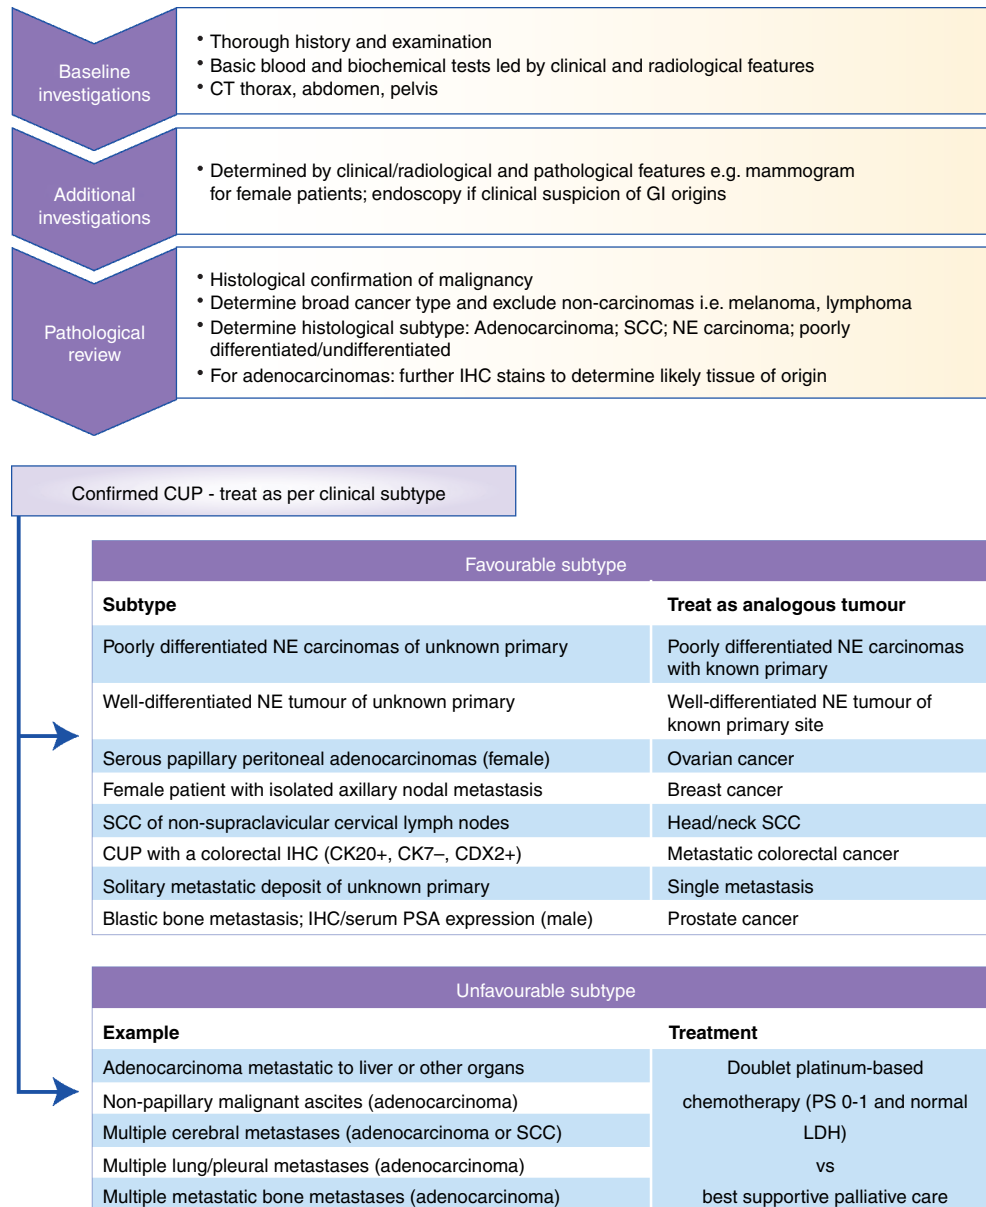 Baseline
investigations
• Thorough history and examination
• Basic blood and biochemical tests led by clinical and radiological features
• CT thorax, abdomen, pelvis
Additional
investigations
• Determined by clinical/radiological and pathological features e.g. mammogram
for female patients; endoscopy if clinical suspicion of GI origins
Pathological
review
• Histological confirmation of malignancy
• Determine broad cancer type and exclude non-carcinomas i.e. melanoma, lymphoma
• Determine histological subtype: Adenocarcinoma; SCC; NE carcinoma; poorly
differentiated/undifferentiated
• For adenocarcinomas: further IHC stains to determine likely tissue of origin
Confirmed CUP - treat as per clinical subtype
Favourable subtype
Subtype
Treat as analogous tumour
Poorly differentiated NE carcinomas of unknown primary
Poorly differentiated NE carcinomas
with known primary
Well-differentiated NE tumour of unknown primary
Well-differentiated NE tumour of
known primary site
Serous papillary peritoneal adenocarcinomas (female)
Ovarian cancer
Female patient with isolated axillary nodal metastasis
Breast cancer
SCC of non-supraclavicular cervical lymph nodes
Head/neck SCC
CUP with a colorectal IHC (CK20+, CK7–, CDX2+)
Metastatic colorectal cancer
Solitary metastatic deposit of unknown primary
Single metastasis
Blastic bone metastasis; IHC/serum PSA expression (male)
Prostate cancer
Unfavourable subtype
Example
Treatment
Adenocarcinoma metastatic to liver or other organs
Non-papillary malignant ascites (adenocarcinoma)
Multiple cerebral metastases (adenocarcinoma or SCC)
Multiple lung/pleural metastases (adenocarcinoma)
Multiple metastatic bone metastases (adenocarcinoma)
Doublet platinum-based
chemotherapy (PS 0-1 and normal
LDH)
vs
best supportive palliative care